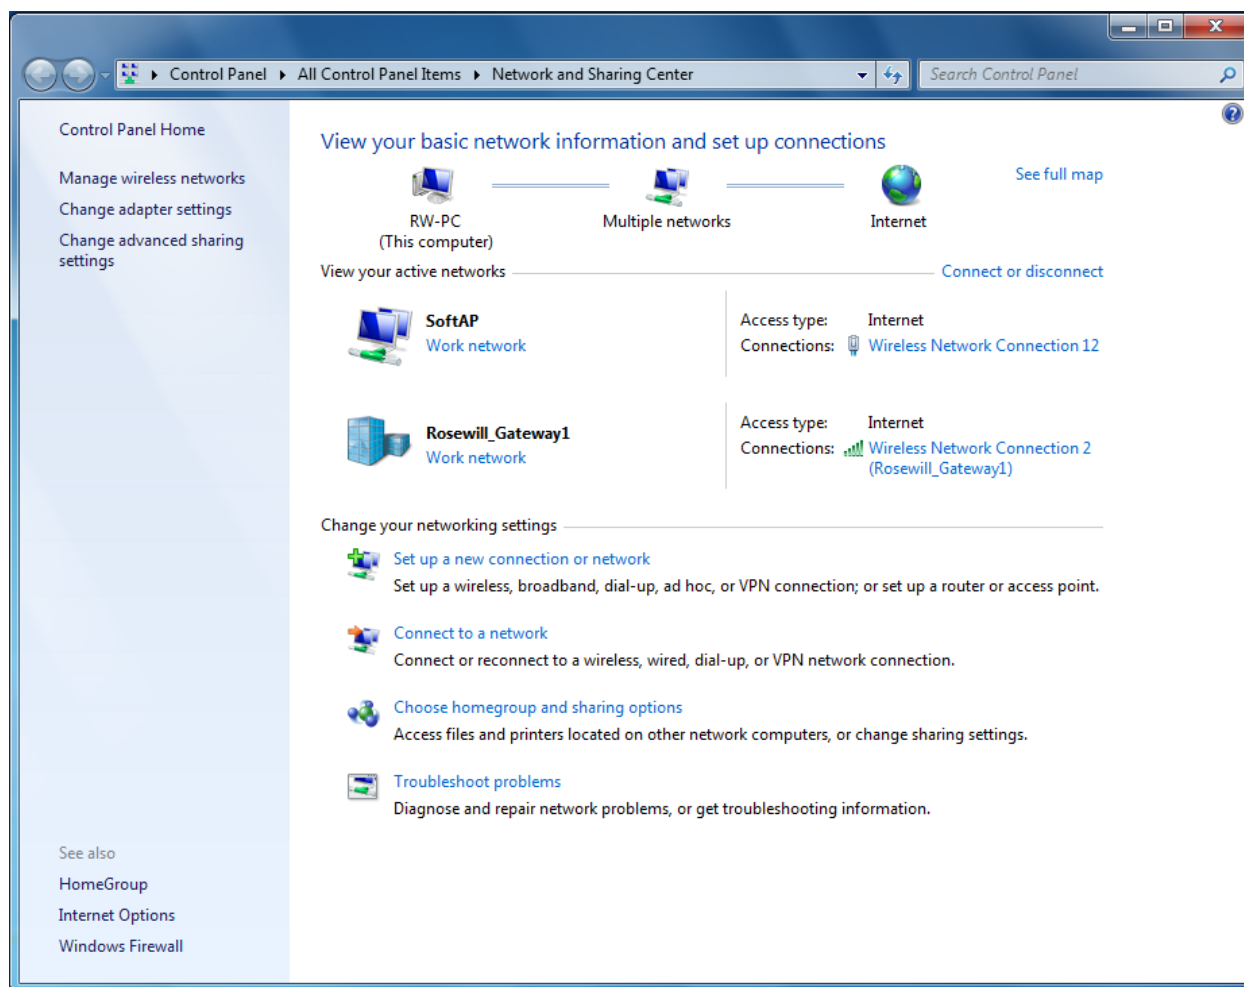 Control Panel ▸ All Control Panel Items ▸ Network and Sharing Center
Search Control Panel
Control Panel Home
Manage wireless networks
Change adapter settings
Change advanced sharing
settings
See also
HomeGroup
Internet Options
Windows Firewall
View your basic network information and set up connections
RW-PC
(This computer)
Multiple networks
Internet
See full map
View your active networks
Connect or disconnect
SoftAP
Work network
Access type: Internet
Connections: Wireless Network Connection 12
Rosewill_Gateway1
Work network
Access type: Internet
Connections: Wireless Network Connection 2
(Rosewill_Gateway1)
Change your networking settings
Set up a new connection or network
Set up a wireless, broadband, dial-up, ad hoc, or VPN connection; or set up a router or access point.
Connect to a network
Connect or reconnect to a wireless, wired, dial-up, or VPN network connection.
Choose homegroup and sharing options
Access files and printers located on other network computers, or change sharing settings.
Troubleshoot problems
Diagnose and repair network problems, or get troubleshooting information.